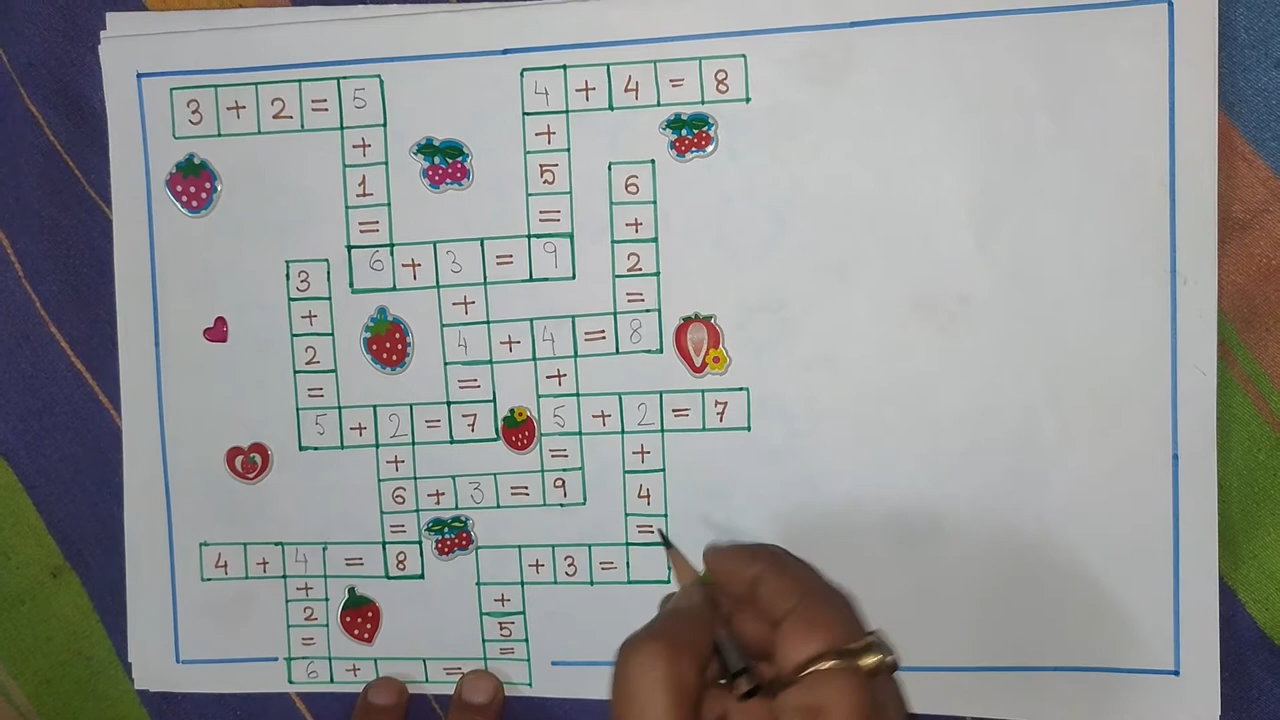 3 + 2 = 5
4 + 4 = 8
+
+
1
5
6
=
=
+
6 + 3 = 9
2
3
+
=
+
4 + 4 = 8
2
=
+
=
5 + 2 = 7
5 + 2 = 7
+
=
+
6 + 3 = 9
4
=
=
4 + 4 = 8
+ 3 =
+
+
2
5
=
=
6 + =